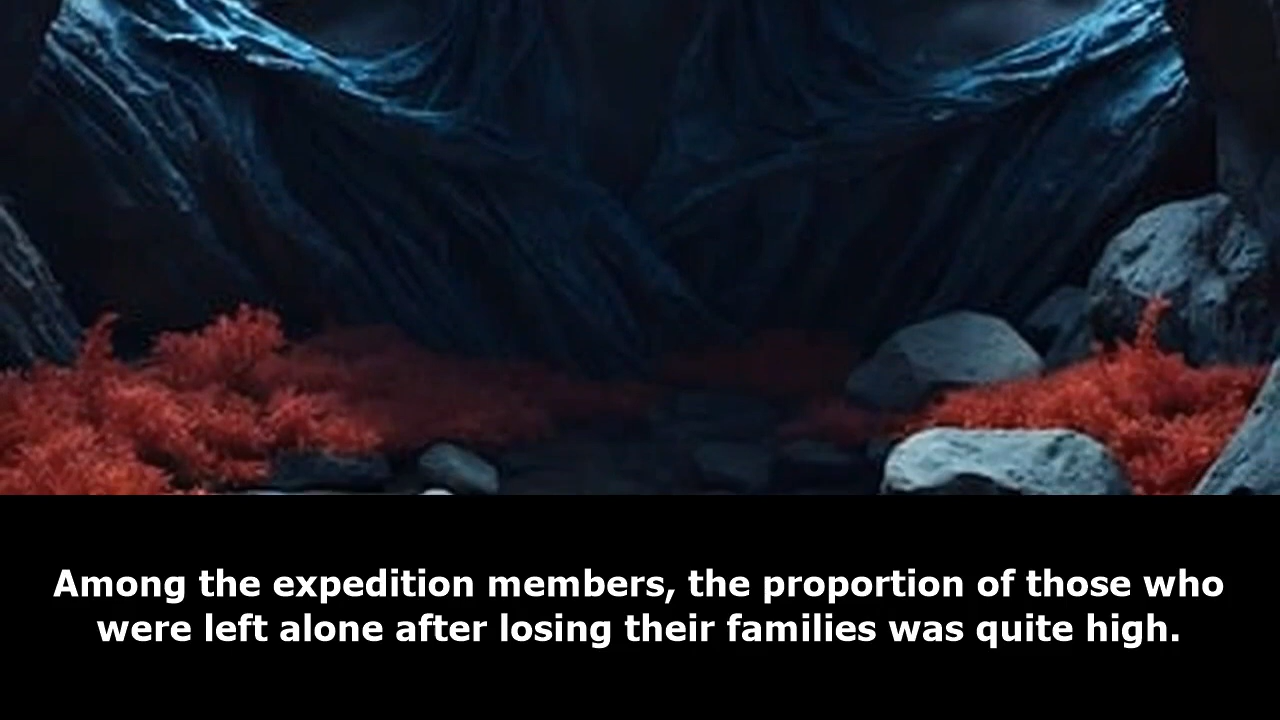 Among the expedition members, the proportion of those who
were left alone after losing their families was quite high.